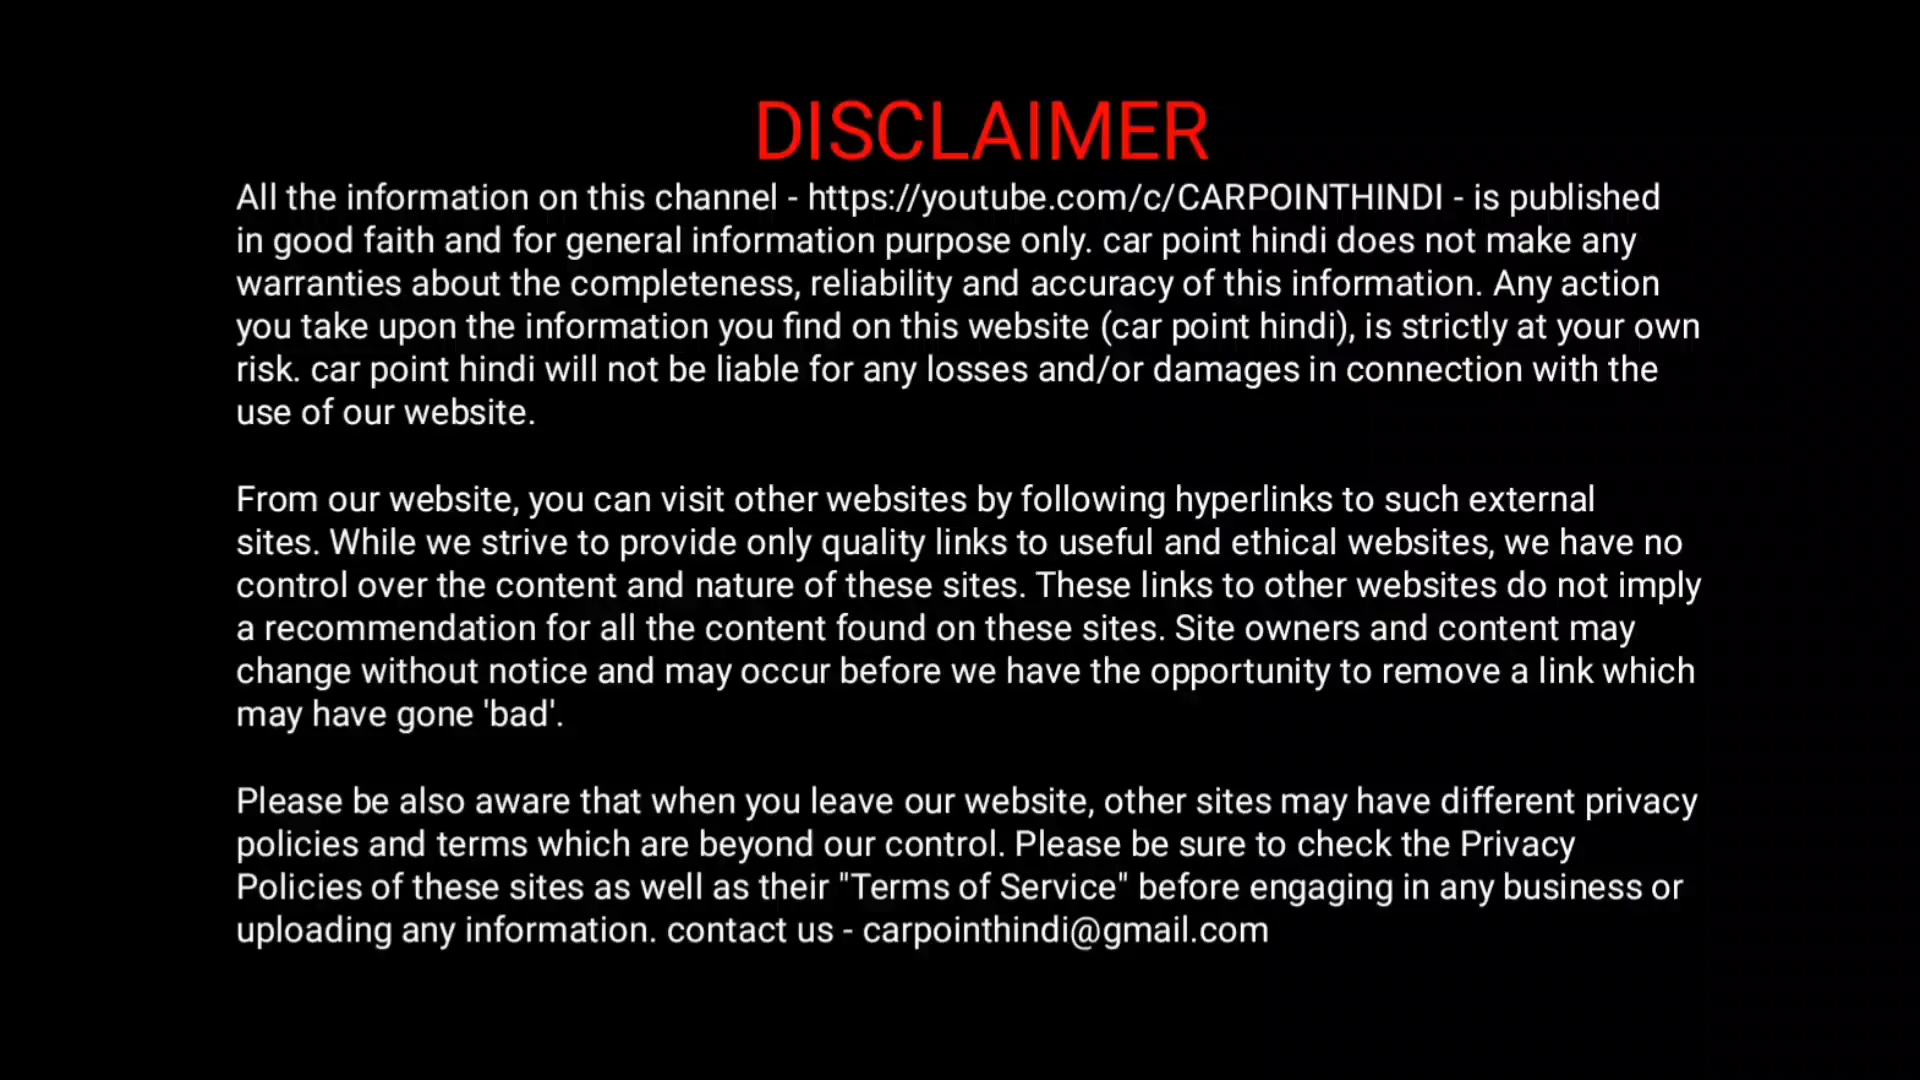 DISCLAIMER
All the information on this channel - https://youtube.com/c/CARPOINTHINDI - is published
in good faith and for general information purpose only. car point hindi does not make any
warranties about the completeness, reliability and accuracy of this information. Any action
you take upon the information you find on this website (car point hindi), is strictly at your own
risk. car point hindi will not be liable for any losses and/or damages in connection with the
use of our website.
From our website, you can visit other websites by following hyperlinks to such external
sites. While we strive to provide only quality links to useful and ethical websites, we have no
control over the content and nature of these sites. These links to other websites do not imply
a recommendation for all the content found on these sites. Site owners and content may
change without notice and may occur before we have the opportunity to remove a link which
may have gone 'bad'.
Please be also aware that when you leave our website, other sites may have different privacy
policies and terms which are beyond our control. Please be sure to check the Privacy
Policies of these sites as well as their "Terms of Service" before engaging in any business or
uploading any information. contact us - carpointhindi@gmail.com